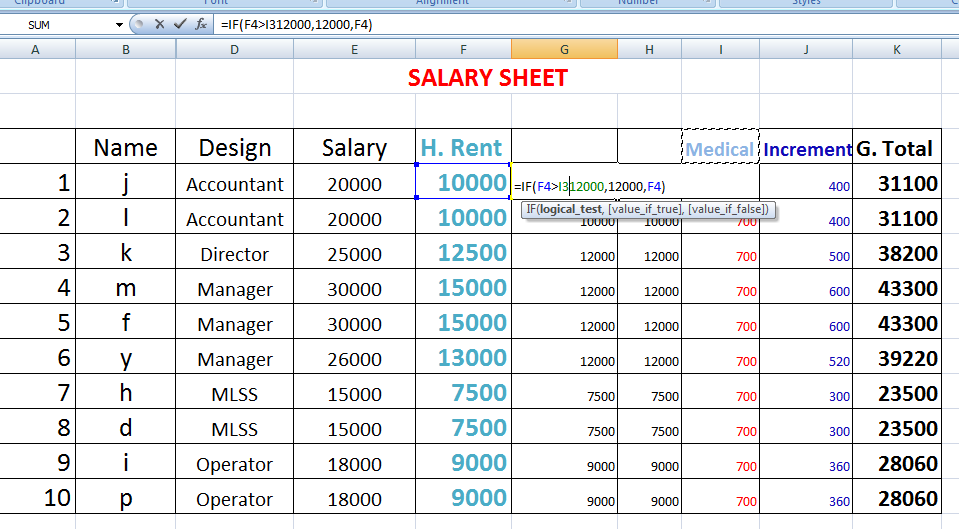 Clipboard Font Alignment Number Styles
SUM =IF(F4>I312000,12000,F4)
A B C D E F G H I J K
SALARY SHEET
Name Design Salary H. Rent Medical Increment G. Total
1 j Accountant 20000 10000 =IF(F4>I312000,12000,F4) 400 31100
IF(logical_test, [value_if_true], [value_if_false])
2 l Accountant 20000 10000 10000 10000 700 400 31100
3 k Director 25000 12500 12000 12000 700 500 38200
4 m Manager 30000 15000 12000 12000 700 600 43300
5 f Manager 30000 15000 12000 12000 700 600 43300
6 y Manager 26000 13000 12000 12000 700 520 39220
7 h MLSS 15000 7500 7500 7500 700 300 23500
8 d MLSS 15000 7500 7500 7500 700 300 23500
9 i Operator 18000 9000 9000 9000 700 360 28060
10 p Operator 18000 9000 9000 9000 700 360 28060